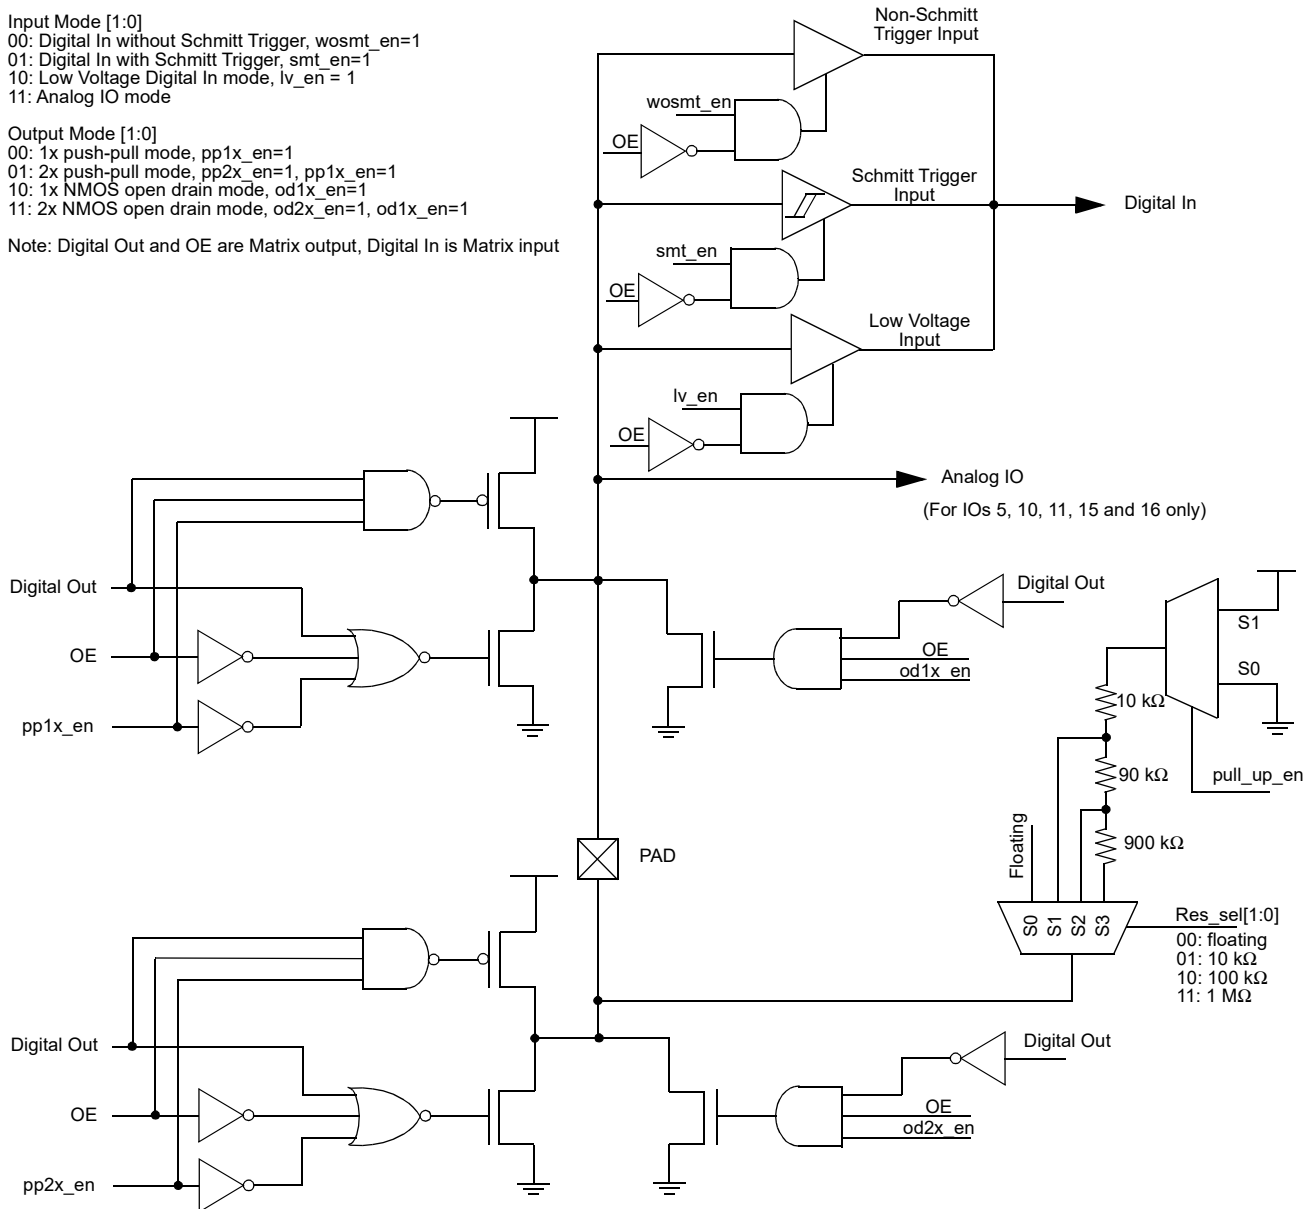 Input Mode [1:0]
00: Digital In without Schmitt Trigger, wosmt_en=1
01: Digital In with Schmitt Trigger, smt_en=1
10: Low Voltage Digital In mode, lv_en = 1
11: Analog IO mode
Output Mode [1:0]
00: 1x push-pull mode, pp1x_en=1
01: 2x push-pull mode, pp2x_en=1, pp1x_en=1
10: 1x NMOS open drain mode, od1x_en=1
11: 2x NMOS open drain mode, od2x_en=1, od1x_en=1
Note: Digital Out and OE are Matrix output, Digital In is Matrix input
Non-Schmitt
Trigger Input
wosmt_en
OE
Schmitt Trigger
Input
Digital In
smt_en
OE
Low Voltage
Input
lv_en
OE
Analog IO
(For IOs 5, 10, 11, 15 and 16 only)
Digital Out
OE
pp1x_en
Digital Out
OE
od1x_en
S1
S0
10 kΩ
90 kΩ
900 kΩ
pull_up_en
Floating
S0
S1
S2
S3
Res_sel[1:0]
00: floating
01: 10 kΩ
10: 100 kΩ
11: 1 MΩ
PAD
Digital Out
OE
pp2x_en
Digital Out
OE
od2x_en